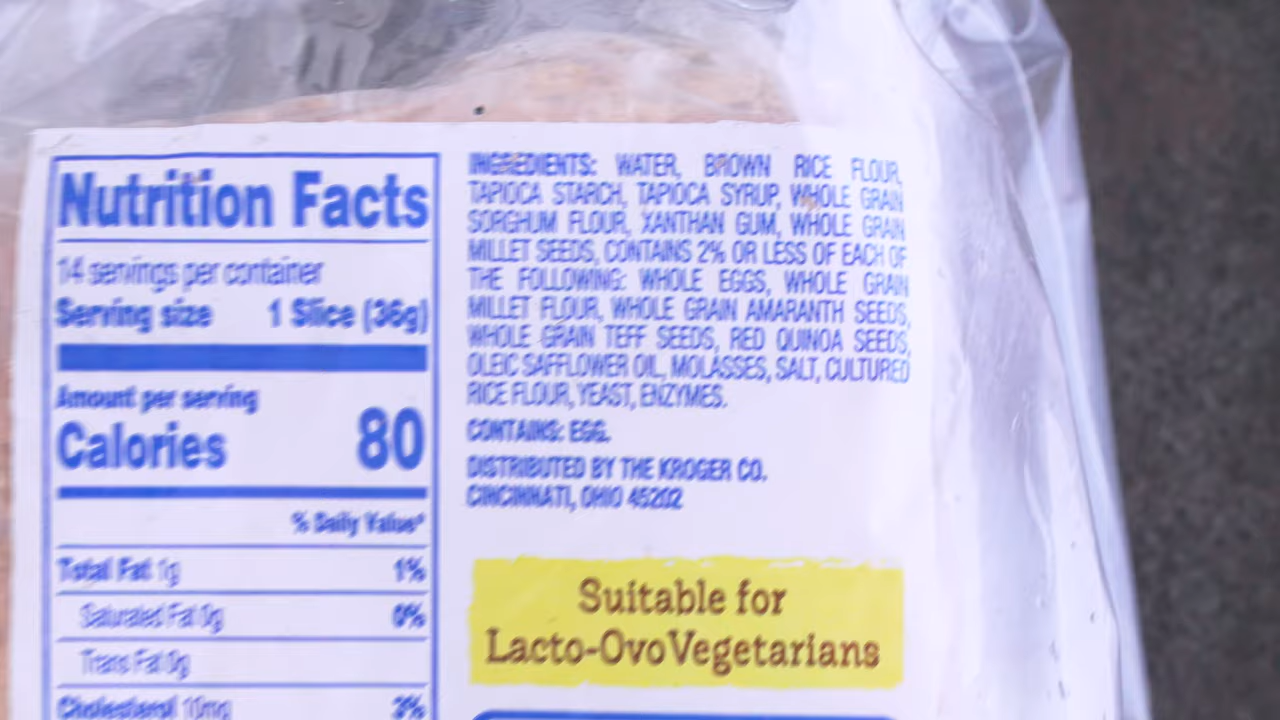 Nutrition Facts
14 servings per container
Serving size 1 Slice (36g)
Amount per serving
Calories 80
% Daily Value*
Total Fat 1g 1%
Saturated Fat 0g 0%
Trans Fat 0g
Cholesterol 10mg 3%
INGREDIENTS: WATER, BROWN RICE FLOUR,
TAPIOCA STARCH, TAPIOCA SYRUP, WHOLE GRAIN
SORGHUM FLOUR, XANTHAN GUM, WHOLE GRAIN
MILLET SEEDS, CONTAINS 2% OR LESS OF EACH OF
THE FOLLOWING: WHOLE EGGS, WHOLE GRAIN
MILLET FLOUR, WHOLE GRAIN AMARANTH SEEDS,
WHOLE GRAIN TEFF SEEDS, RED QUINOA SEEDS,
OLEIC SAFFLOWER OIL, MOLASSES, SALT, CULTURED
RICE FLOUR, YEAST, ENZYMES.
CONTAINS: EGG.
DISTRIBUTED BY THE KROGER CO.
CINCINNATI, OHIO 45202
Suitable for
Lacto-Ovo Vegetarians